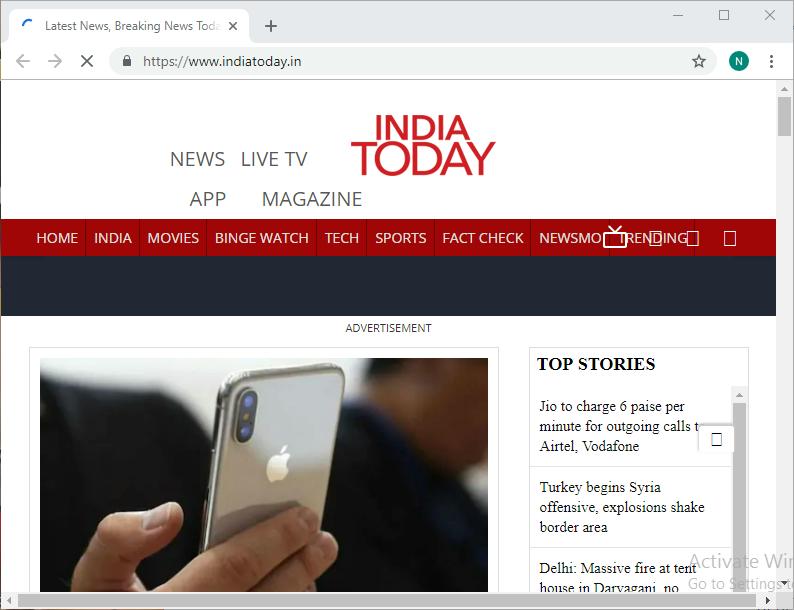 Latest News, Breaking News Toda
N
https://www.indiatoday.in
INDIA
TODAY
NEWS LIVE TV
APP MAGAZINE
HOME INDIA MOVIES BINGE WATCH TECH SPORTS FACT CHECK NEWSMO TRENDING
ADVERTISEMENT
TOP STORIES
Jio to charge 6 paise per
minute for outgoing calls t
Airtel, Vodafone
Turkey begins Syria
offensive, explosions shake
border area
Delhi: Massive fire at tent
house in Daryaganj, no
Activate Win
Go to Settings t